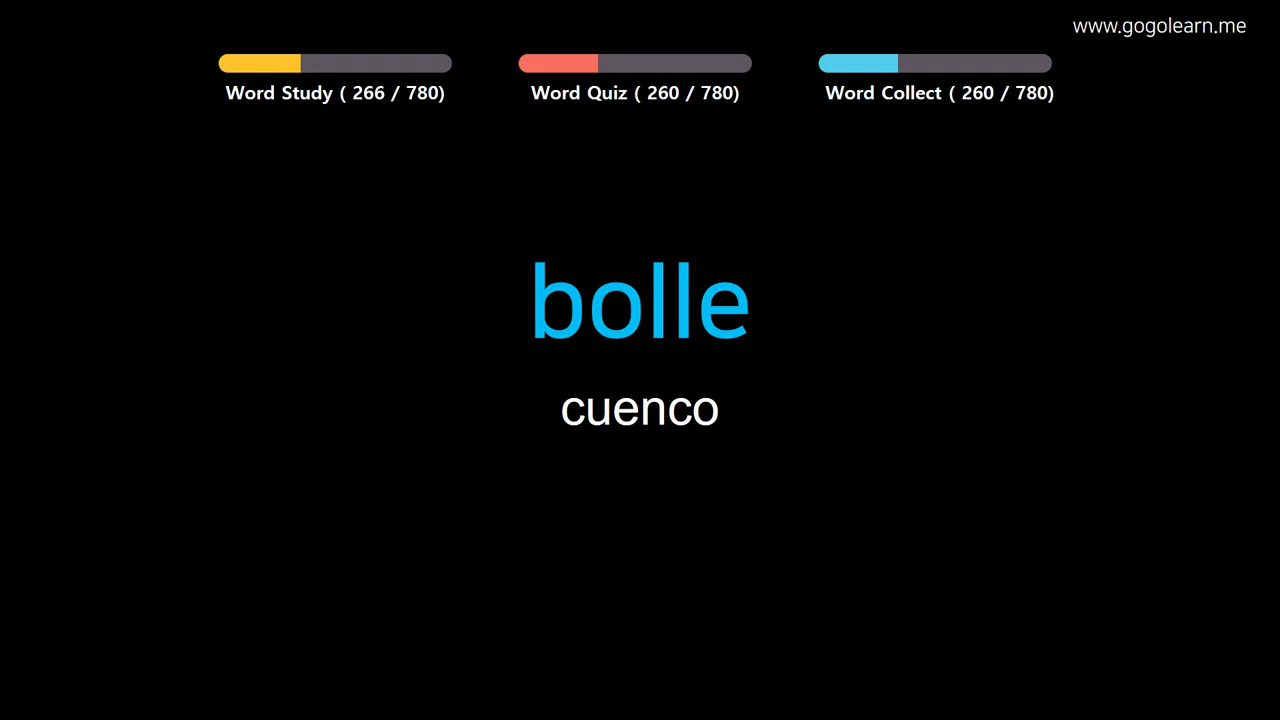 www.gogolearn.me
Word Study ( 266 / 780)
Word Quiz ( 260 / 780)
Word Collect ( 260 / 780)
bolle
cuenco